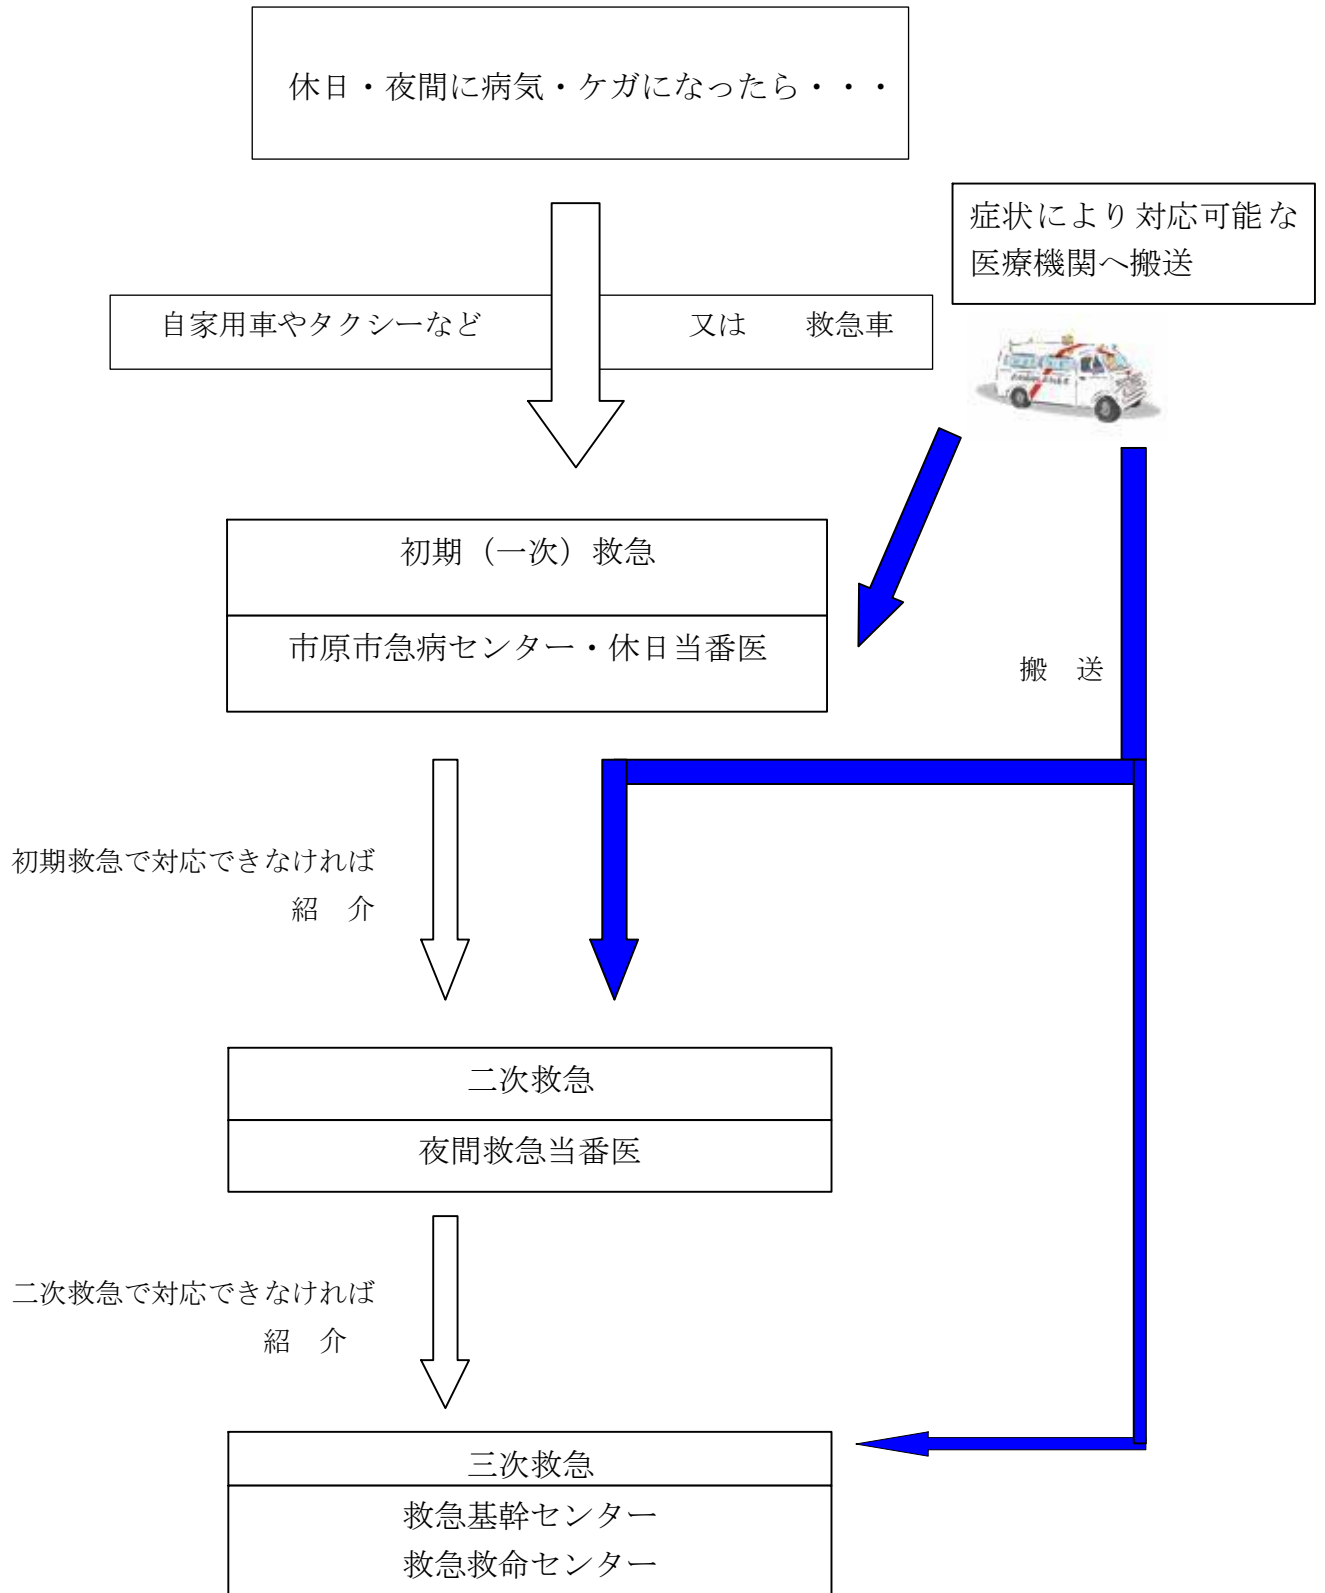 休日・夜間に病気・ケガになったら・・・
症状により対応可能な
医療機関へ搬送
自家用車やタクシーなど 又は 救急車
初期（一次）救急
市原市急病センター・休日当番医
搬 送
初期救急で対応できなければ
紹 介
二次救急
夜間救急当番医
二次救急で対応できなければ
紹 介
三次救急
救急基幹センター
救急救命センター